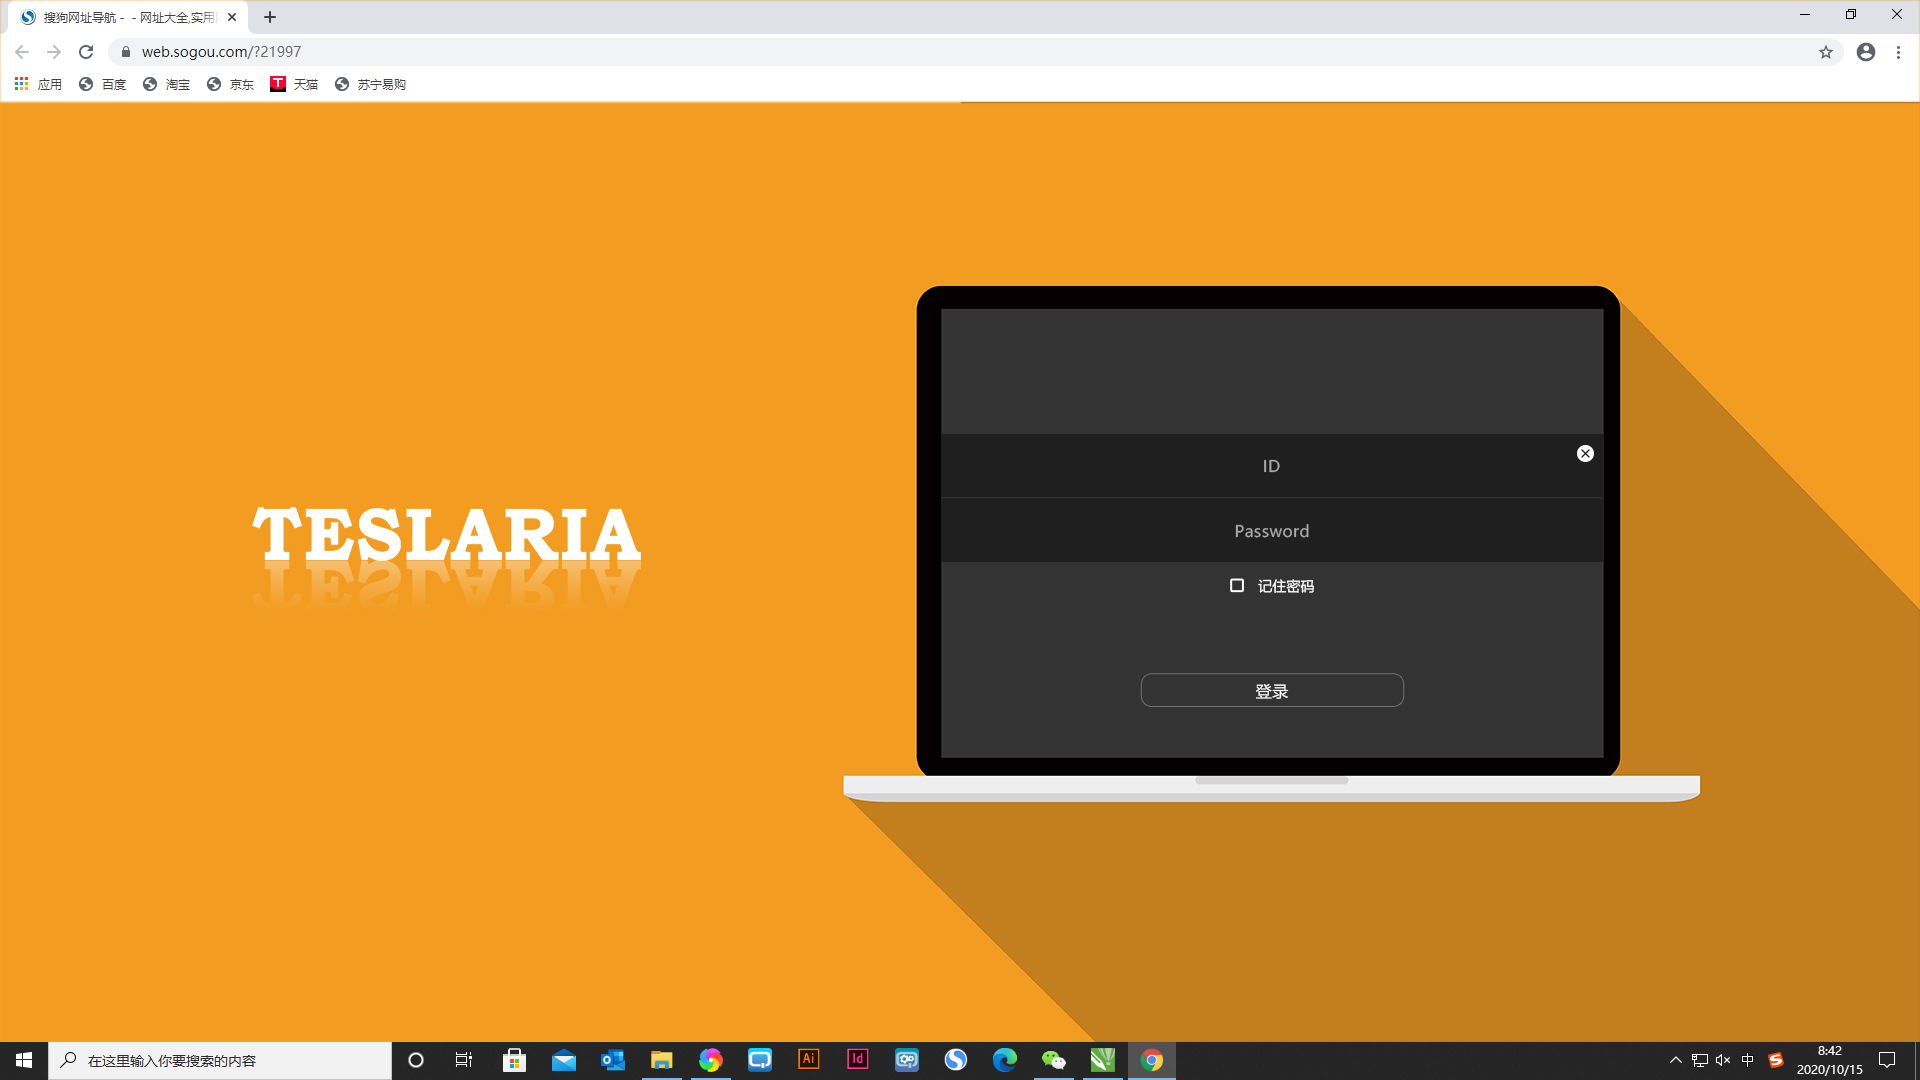 搜狗网址导航 - - 网址大全,实用
web.sogou.com/?21997
应用 百度 淘宝 京东 天猫 苏宁易购
TESLARIA
ID
Password
记住密码
登录
在这里输入你要搜索的内容
Ai Id
中
8:42
2020/10/15